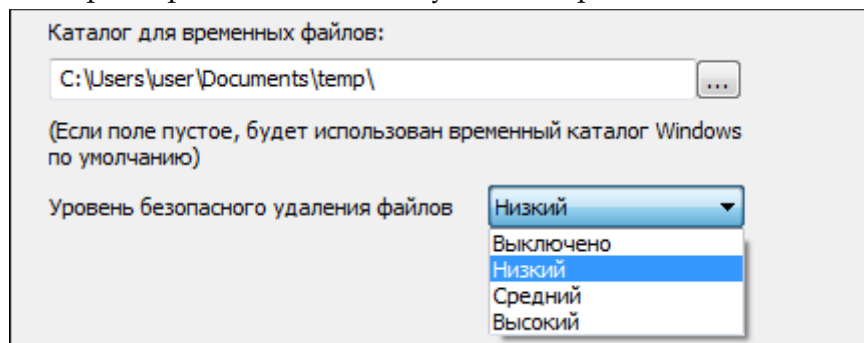 Каталог для временных файлов:
C:\Users\user\Documents\temp\
...
(Если поле пустое, будет использован временный каталог Windows
по умолчанию)
Уровень безопасного удаления файлов
Низкий
Выключено
Низкий
Средний
Высокий